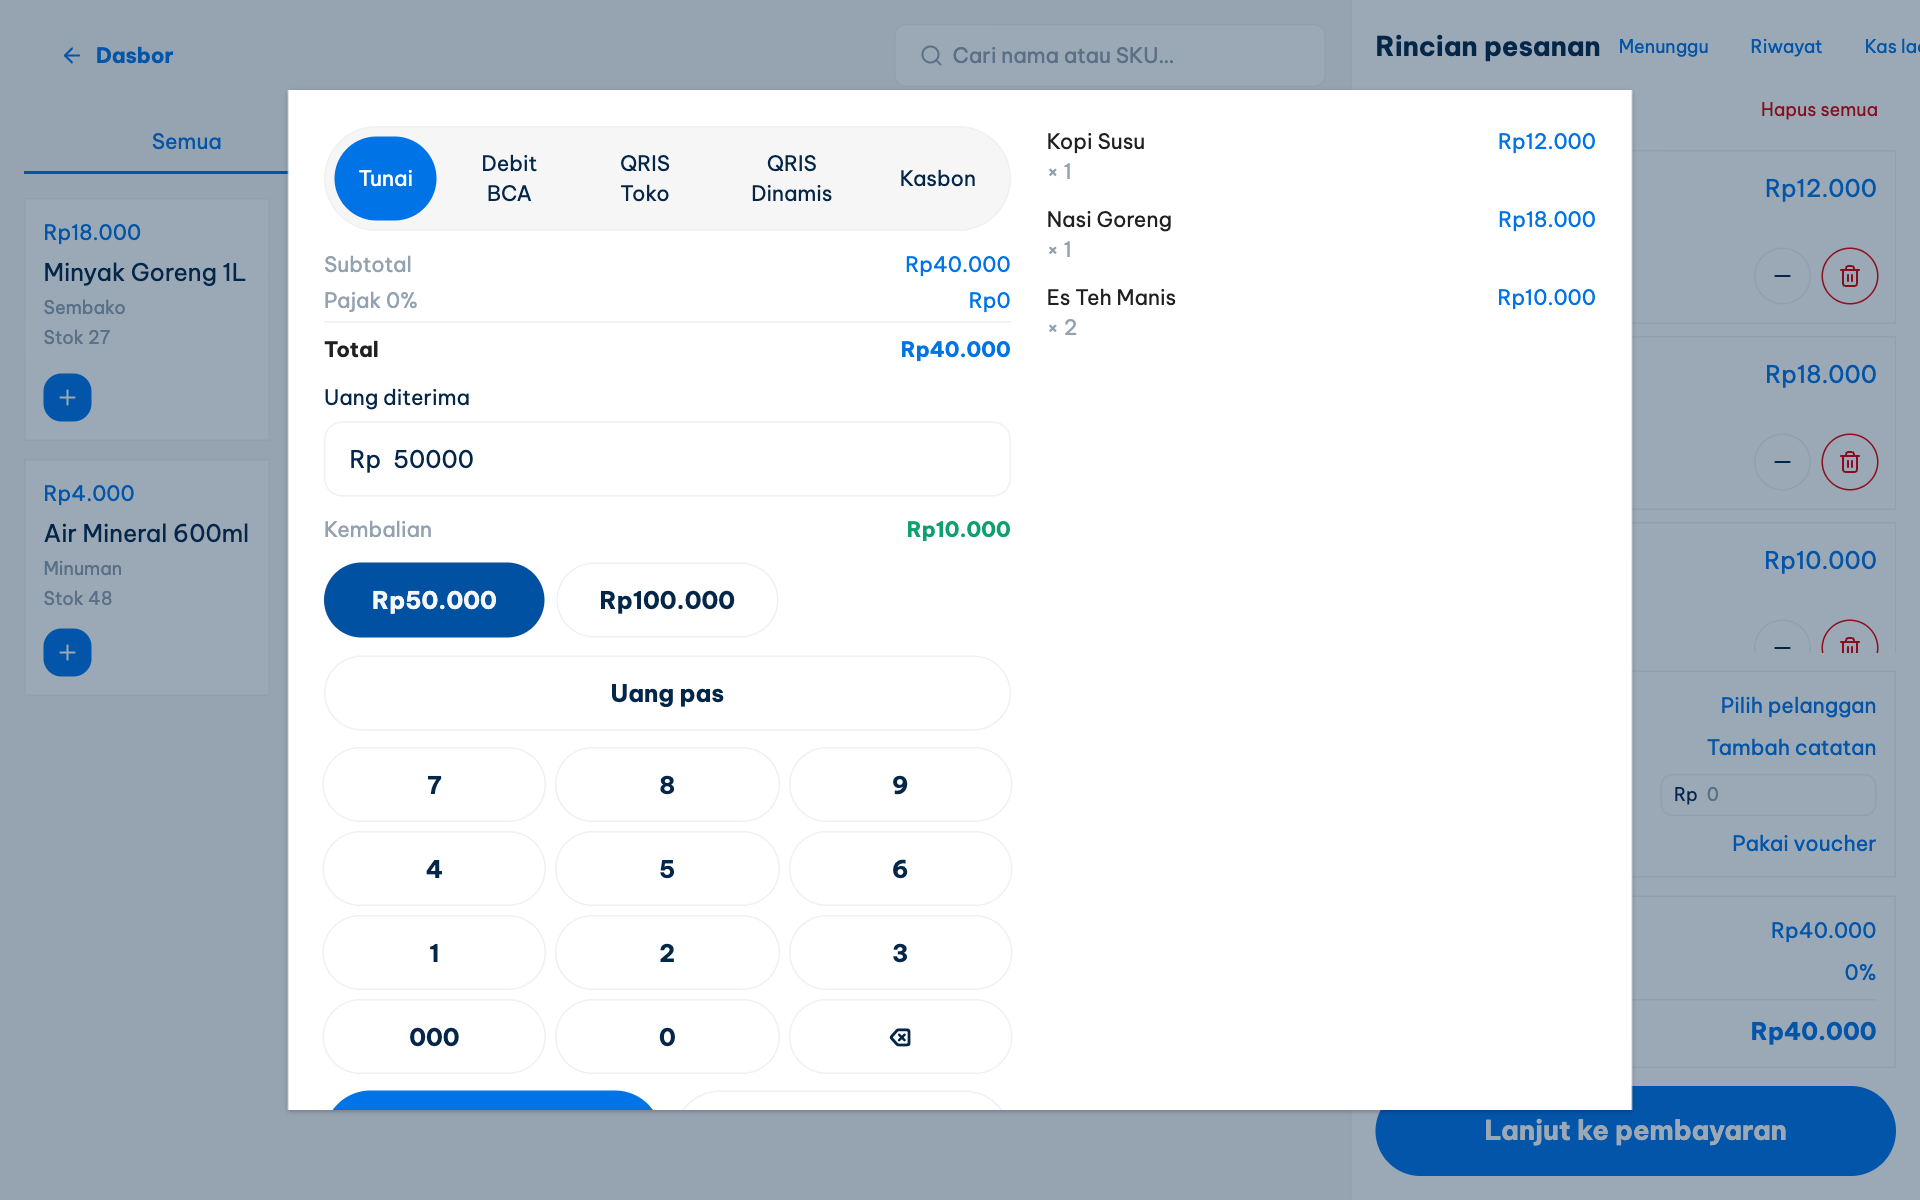 Dasbor
Cari nama atau SKU...
Semua
Rp18.000
Minyak Goreng 1L
Sembako
Stok 27
Rp4.000
Air Mineral 600ml
Minuman
Stok 48
Tunai
Debit BCA
QRIS Toko
QRIS Dinamis
Kasbon
Subtotal Rp40.000
Pajak 0% Rp0
Total Rp40.000
Uang diterima
Rp 50000
Kembalian Rp10.000
Rp50.000 Rp100.000
Uang pas
7 8 9
4 5 6
1 2 3
000 0
Kopi Susu Rp12.000
× 1
Nasi Goreng Rp18.000
× 1
Es Teh Manis Rp10.000
× 2
Rincian pesanan Menunggu Riwayat Kas
Hapus semua
Rp12.000
Rp18.000
Rp10.000
Pilih pelanggan
Tambah catatan
Rp 0
Pakai voucher
Rp40.000
0%
Rp40.000
Lanjut ke pembayaran